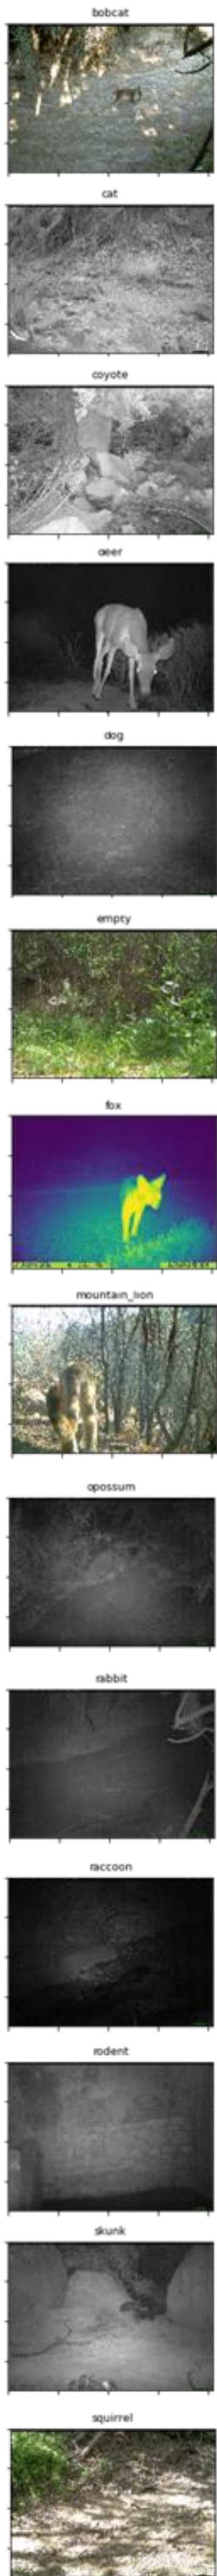 bobcat
cat
coyote
deer
dog
empty
fox
mountain_lion
opossum
rabbit
raccoon
rodent
skunk
squirrel